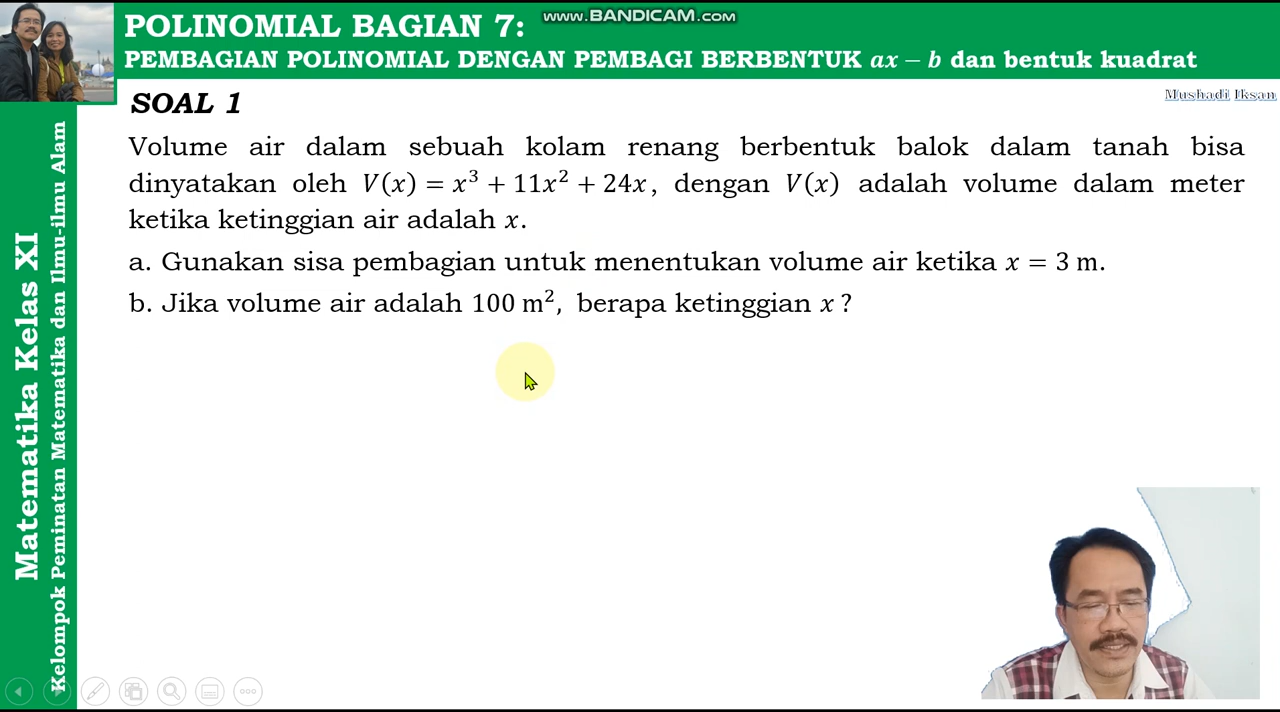 www.BANDICAM.com
POLINOMIAL BAGIAN 7:
PEMBAGIAN POLINOMIAL DENGAN PEMBAGI BERBENTUK ax − b dan bentuk kuadrat
Mushadi Iksan
SOAL 1
Volume air dalam sebuah kolam renang berbentuk balok dalam tanah bisa
dinyatakan oleh V(x) = x³ + 11x² + 24x, dengan V(x) adalah volume dalam meter
ketika ketinggian air adalah x.
a. Gunakan sisa pembagian untuk menentukan volume air ketika x = 3 m.
b. Jika volume air adalah 100 m², berapa ketinggian x ?
Matematika Kelas XI
Kelompok Peminatan Matematika dan Ilmu-ilmu Alam